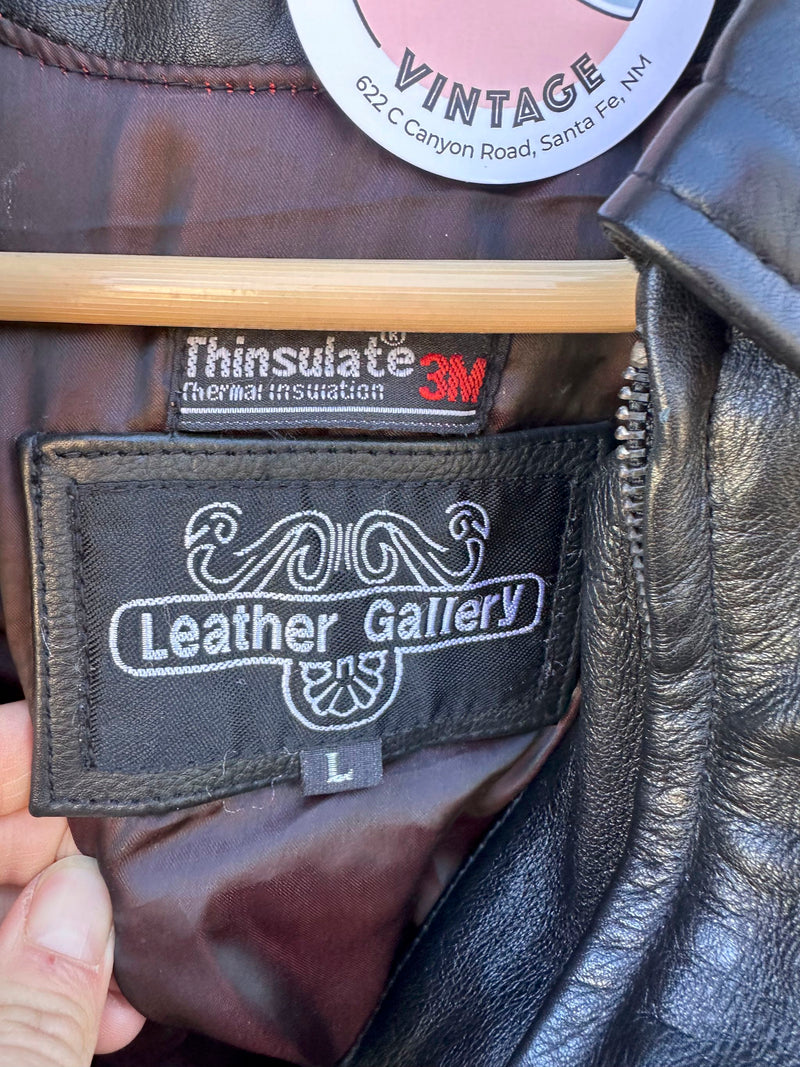 VINTAGE
622 C Canyon Road, Santa Fe, NM
Thinsulate®
Thermal Insulation
3M
Leather Gallery
L